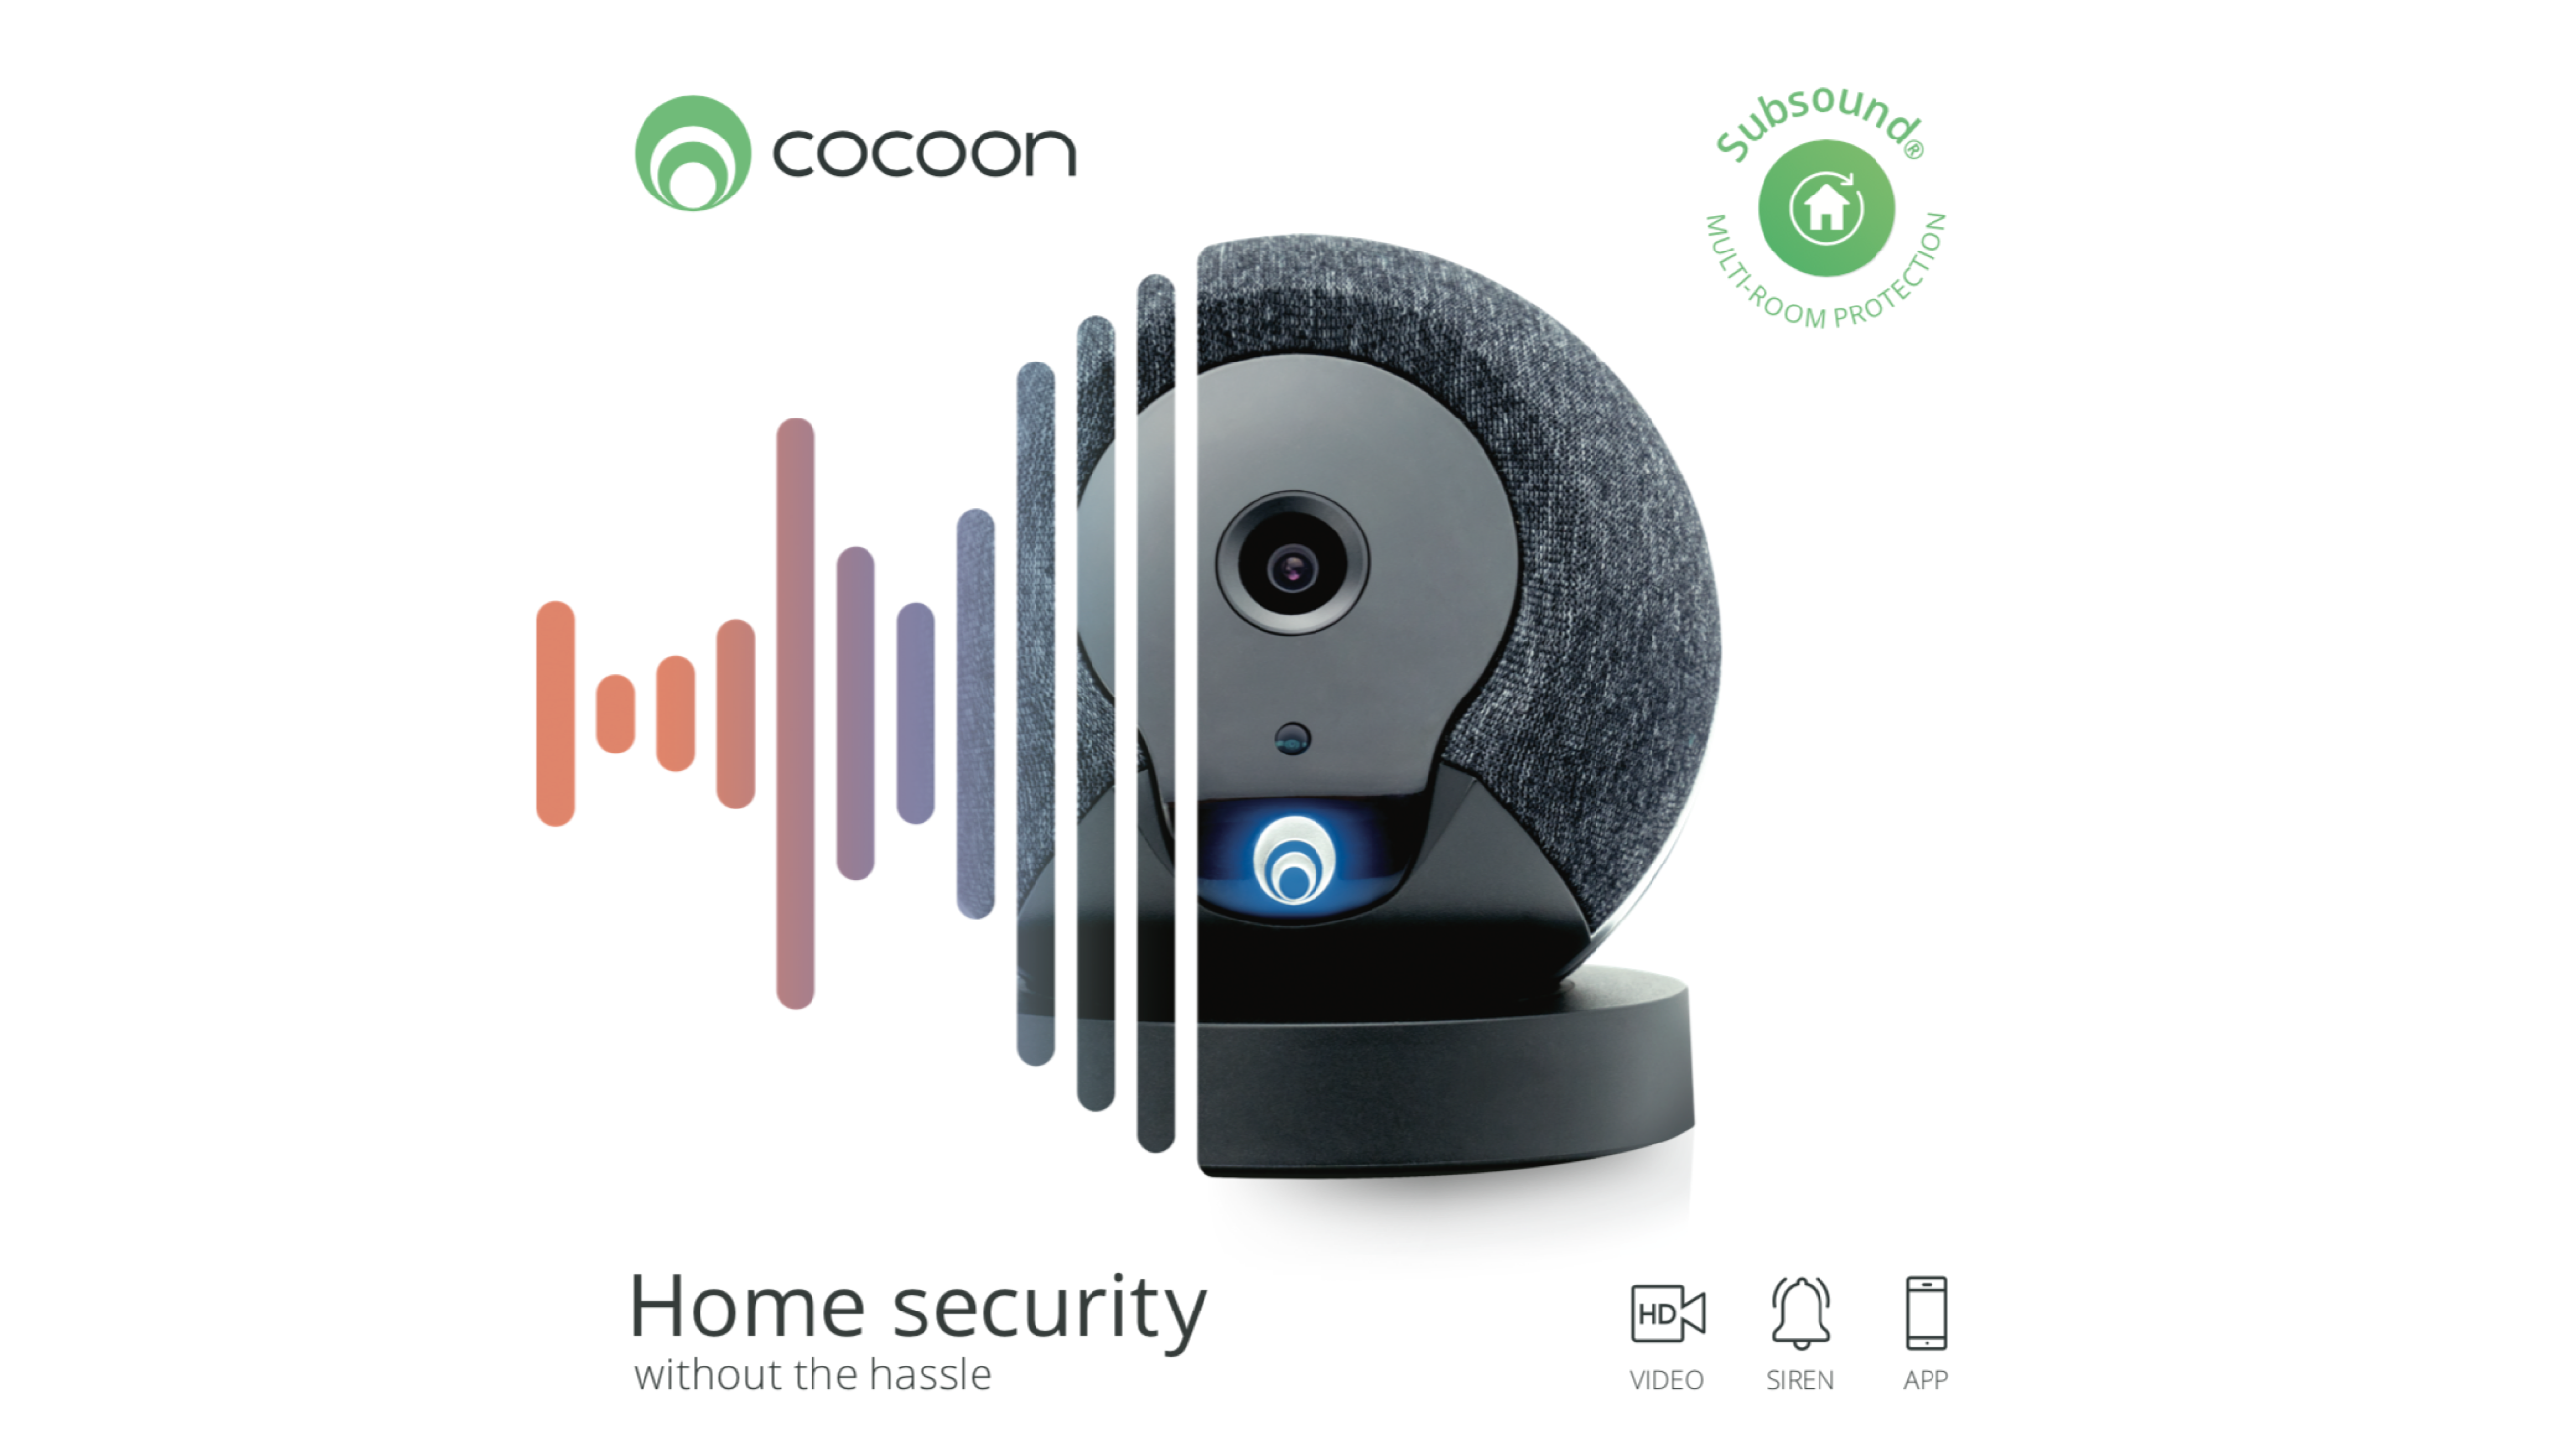 cocoon
Subsound®
MULTI-ROOM PROTECTION
Home security
without the hassle
HD
VIDEO
SIREN
APP